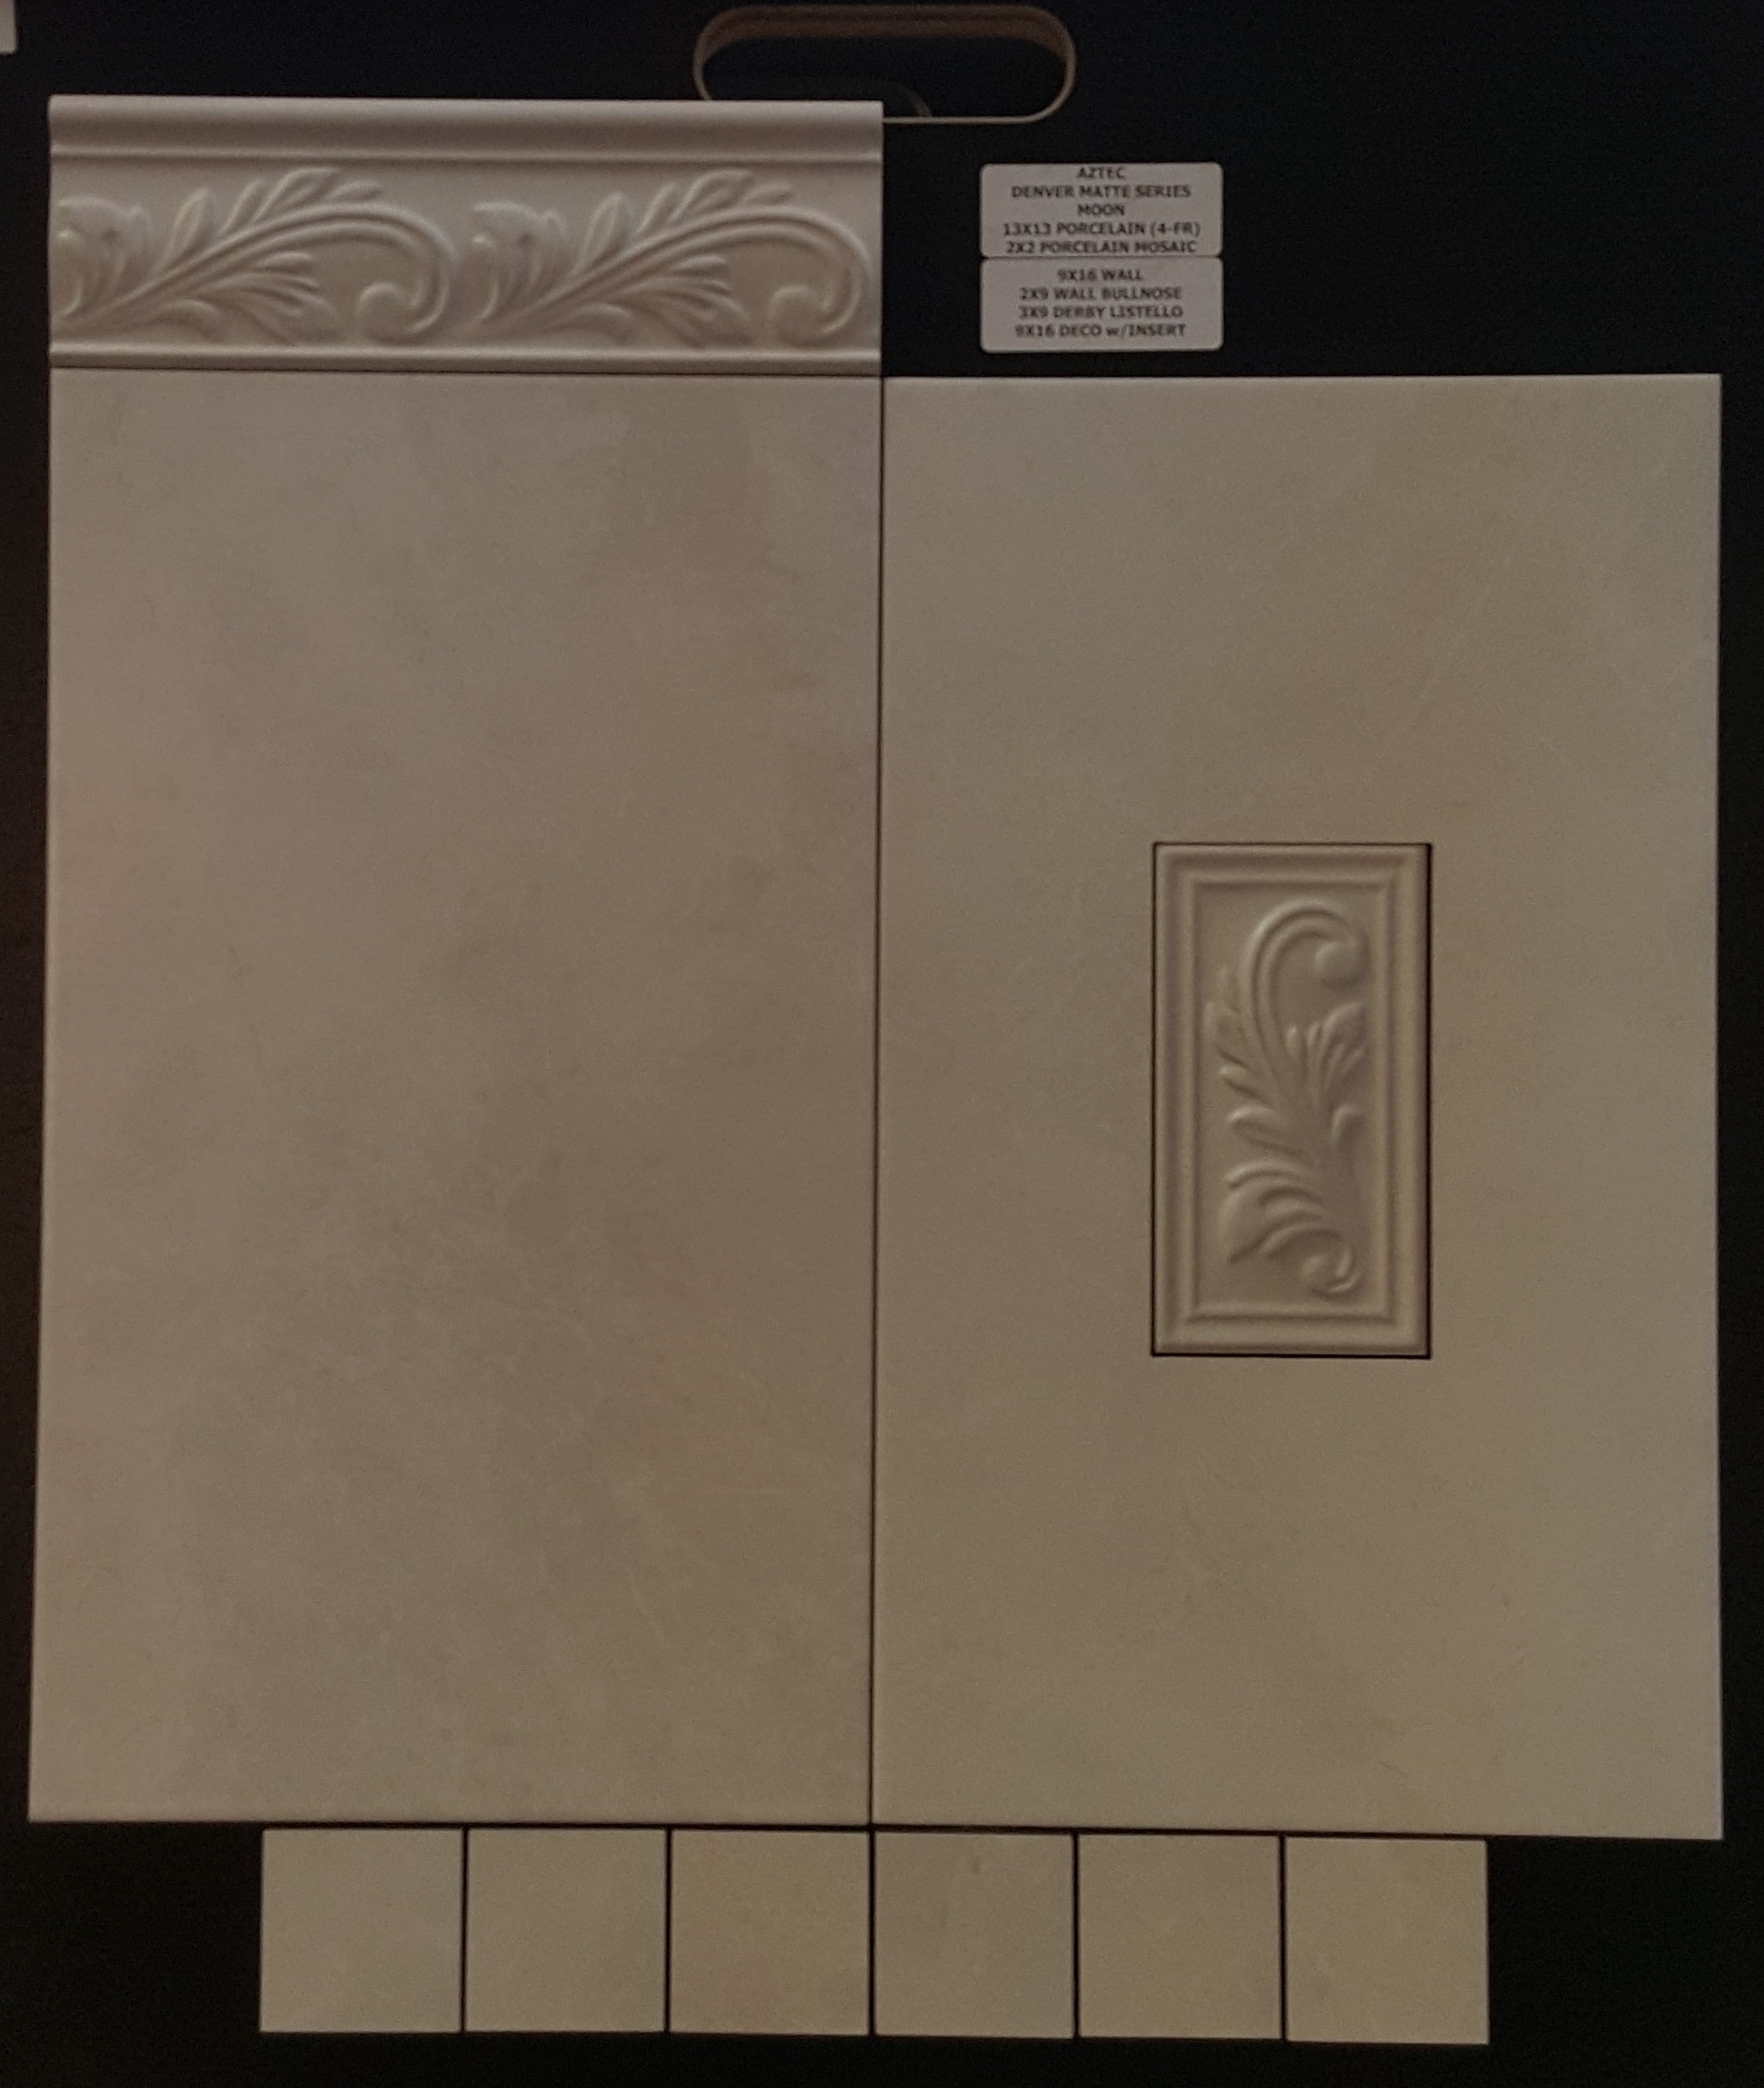 AZTEC
DENVER MATTE SERIES
MOON
13X13 PORCELAIN (4-FR)
2X2 PORCELAIN MOSAIC
9X16 WALL
2X9 WALL BULLNOSE
3X9 DERBY LISTELLO
9X16 DECO w/INSERT